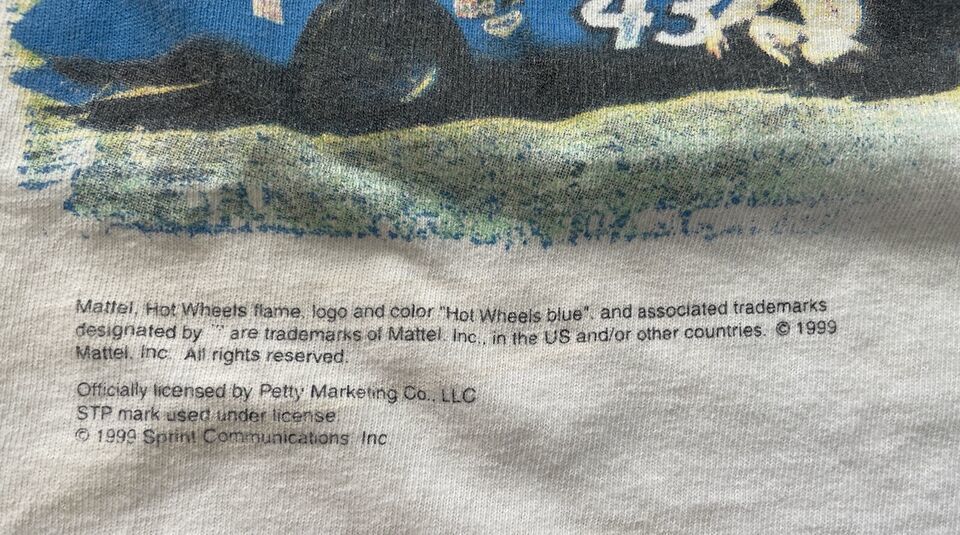 43
Mattel, Hot Wheels flame, logo and color "Hot Wheels blue", and associated trademarks
designated by ™ are trademarks of Mattel, Inc., in the US and/or other countries. © 1999
Mattel, Inc. All rights reserved.
Officially licensed by Petty Marketing Co., LLC
STP mark used under license
© 1999 Sprint Communications Inc